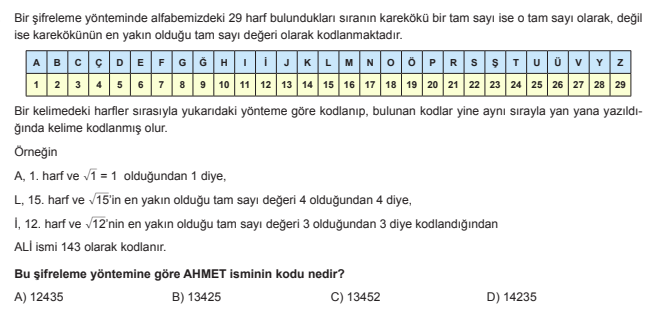 Bir şifreleme yönteminde alfabemizdeki 29 harf bulundukları sıranın karekökü bir tam sayı ise o tam sayı olarak, değil
ise karekökünün en yakın olduğu tam sayı değeri olarak kodlanmaktadır.
A B C Ç D E F G Ğ H I İ J K L M N O Ö P R S Ş T U Ü V Y Z
1 2 3 4 5 6 7 8 9 10 11 12 13 14 15 16 17 18 19 20 21 22 23 24 25 26 27 28 29
Bir kelimedeki harfler sırasıyla yukarıdaki yönteme göre kodlanıp, bulunan kodlar yine aynı sırayla yan yana yazıldı-
ğında kelime kodlanmış olur.
Örneğin
A, 1. harf ve √1 = 1 olduğundan 1 diye,
L, 15. harf ve √15'in en yakın olduğu tam sayı değeri 4 olduğundan 4 diye,
İ, 12. harf ve √12'nin en yakın olduğu tam sayı değeri 3 olduğundan 3 diye kodlandığından
ALİ ismi 143 olarak kodlanır.
Bu şifreleme yöntemine göre AHMET isminin kodu nedir?
A) 12435 B) 13425 C) 13452 D) 14235